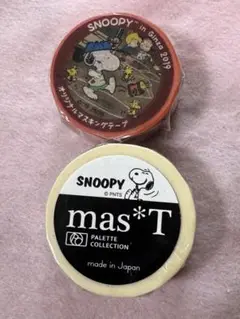 SNOOPY in Ginza 2019
オリジナルマスキングテープ
SNOOPY
© PNTS
mas*T
PALETTE
COLLECTION
made in Japan